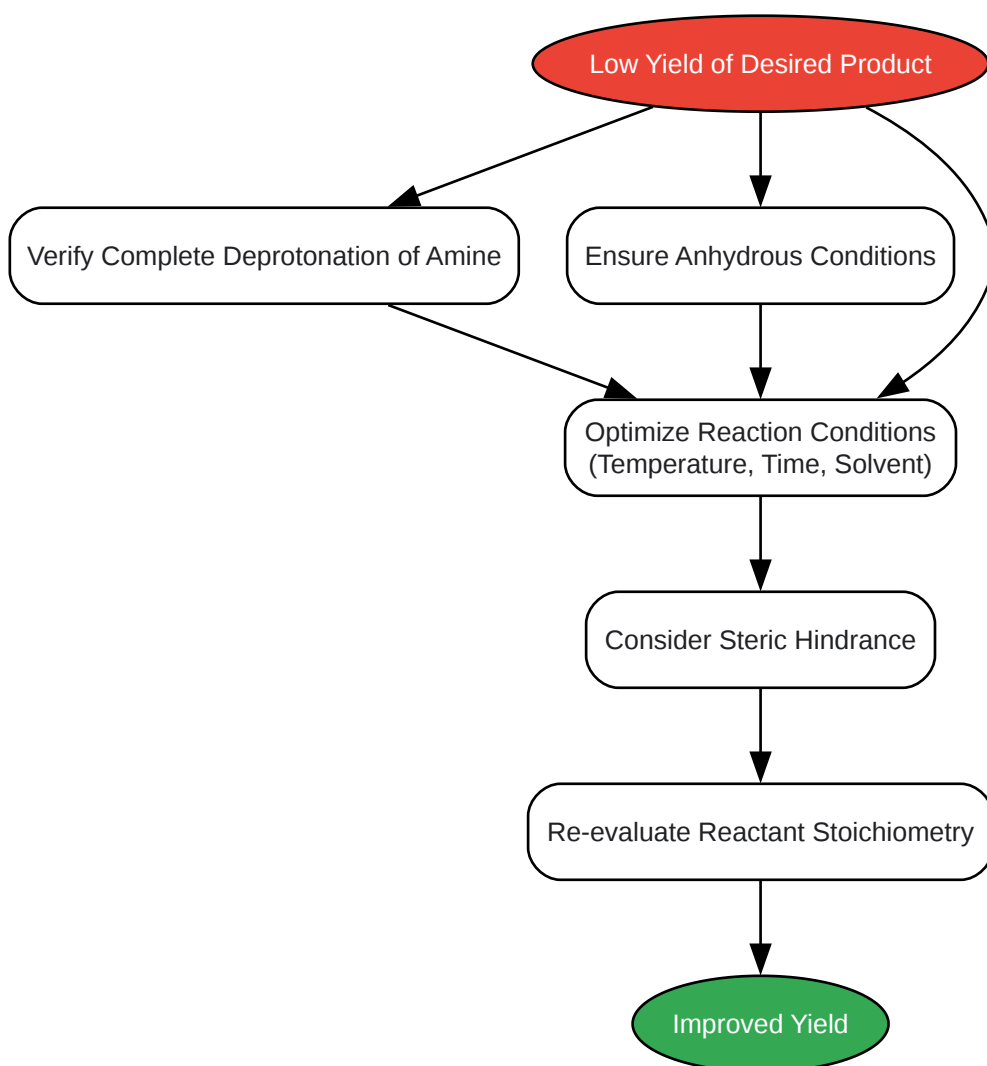 Low Yield of Desired Product
Verify Complete Deprotonation of Amine
Ensure Anhydrous Conditions
Optimize Reaction Conditions
(Temperature, Time, Solvent)
Consider Steric Hindrance
Re-evaluate Reactant Stoichiometry
Improved Yield